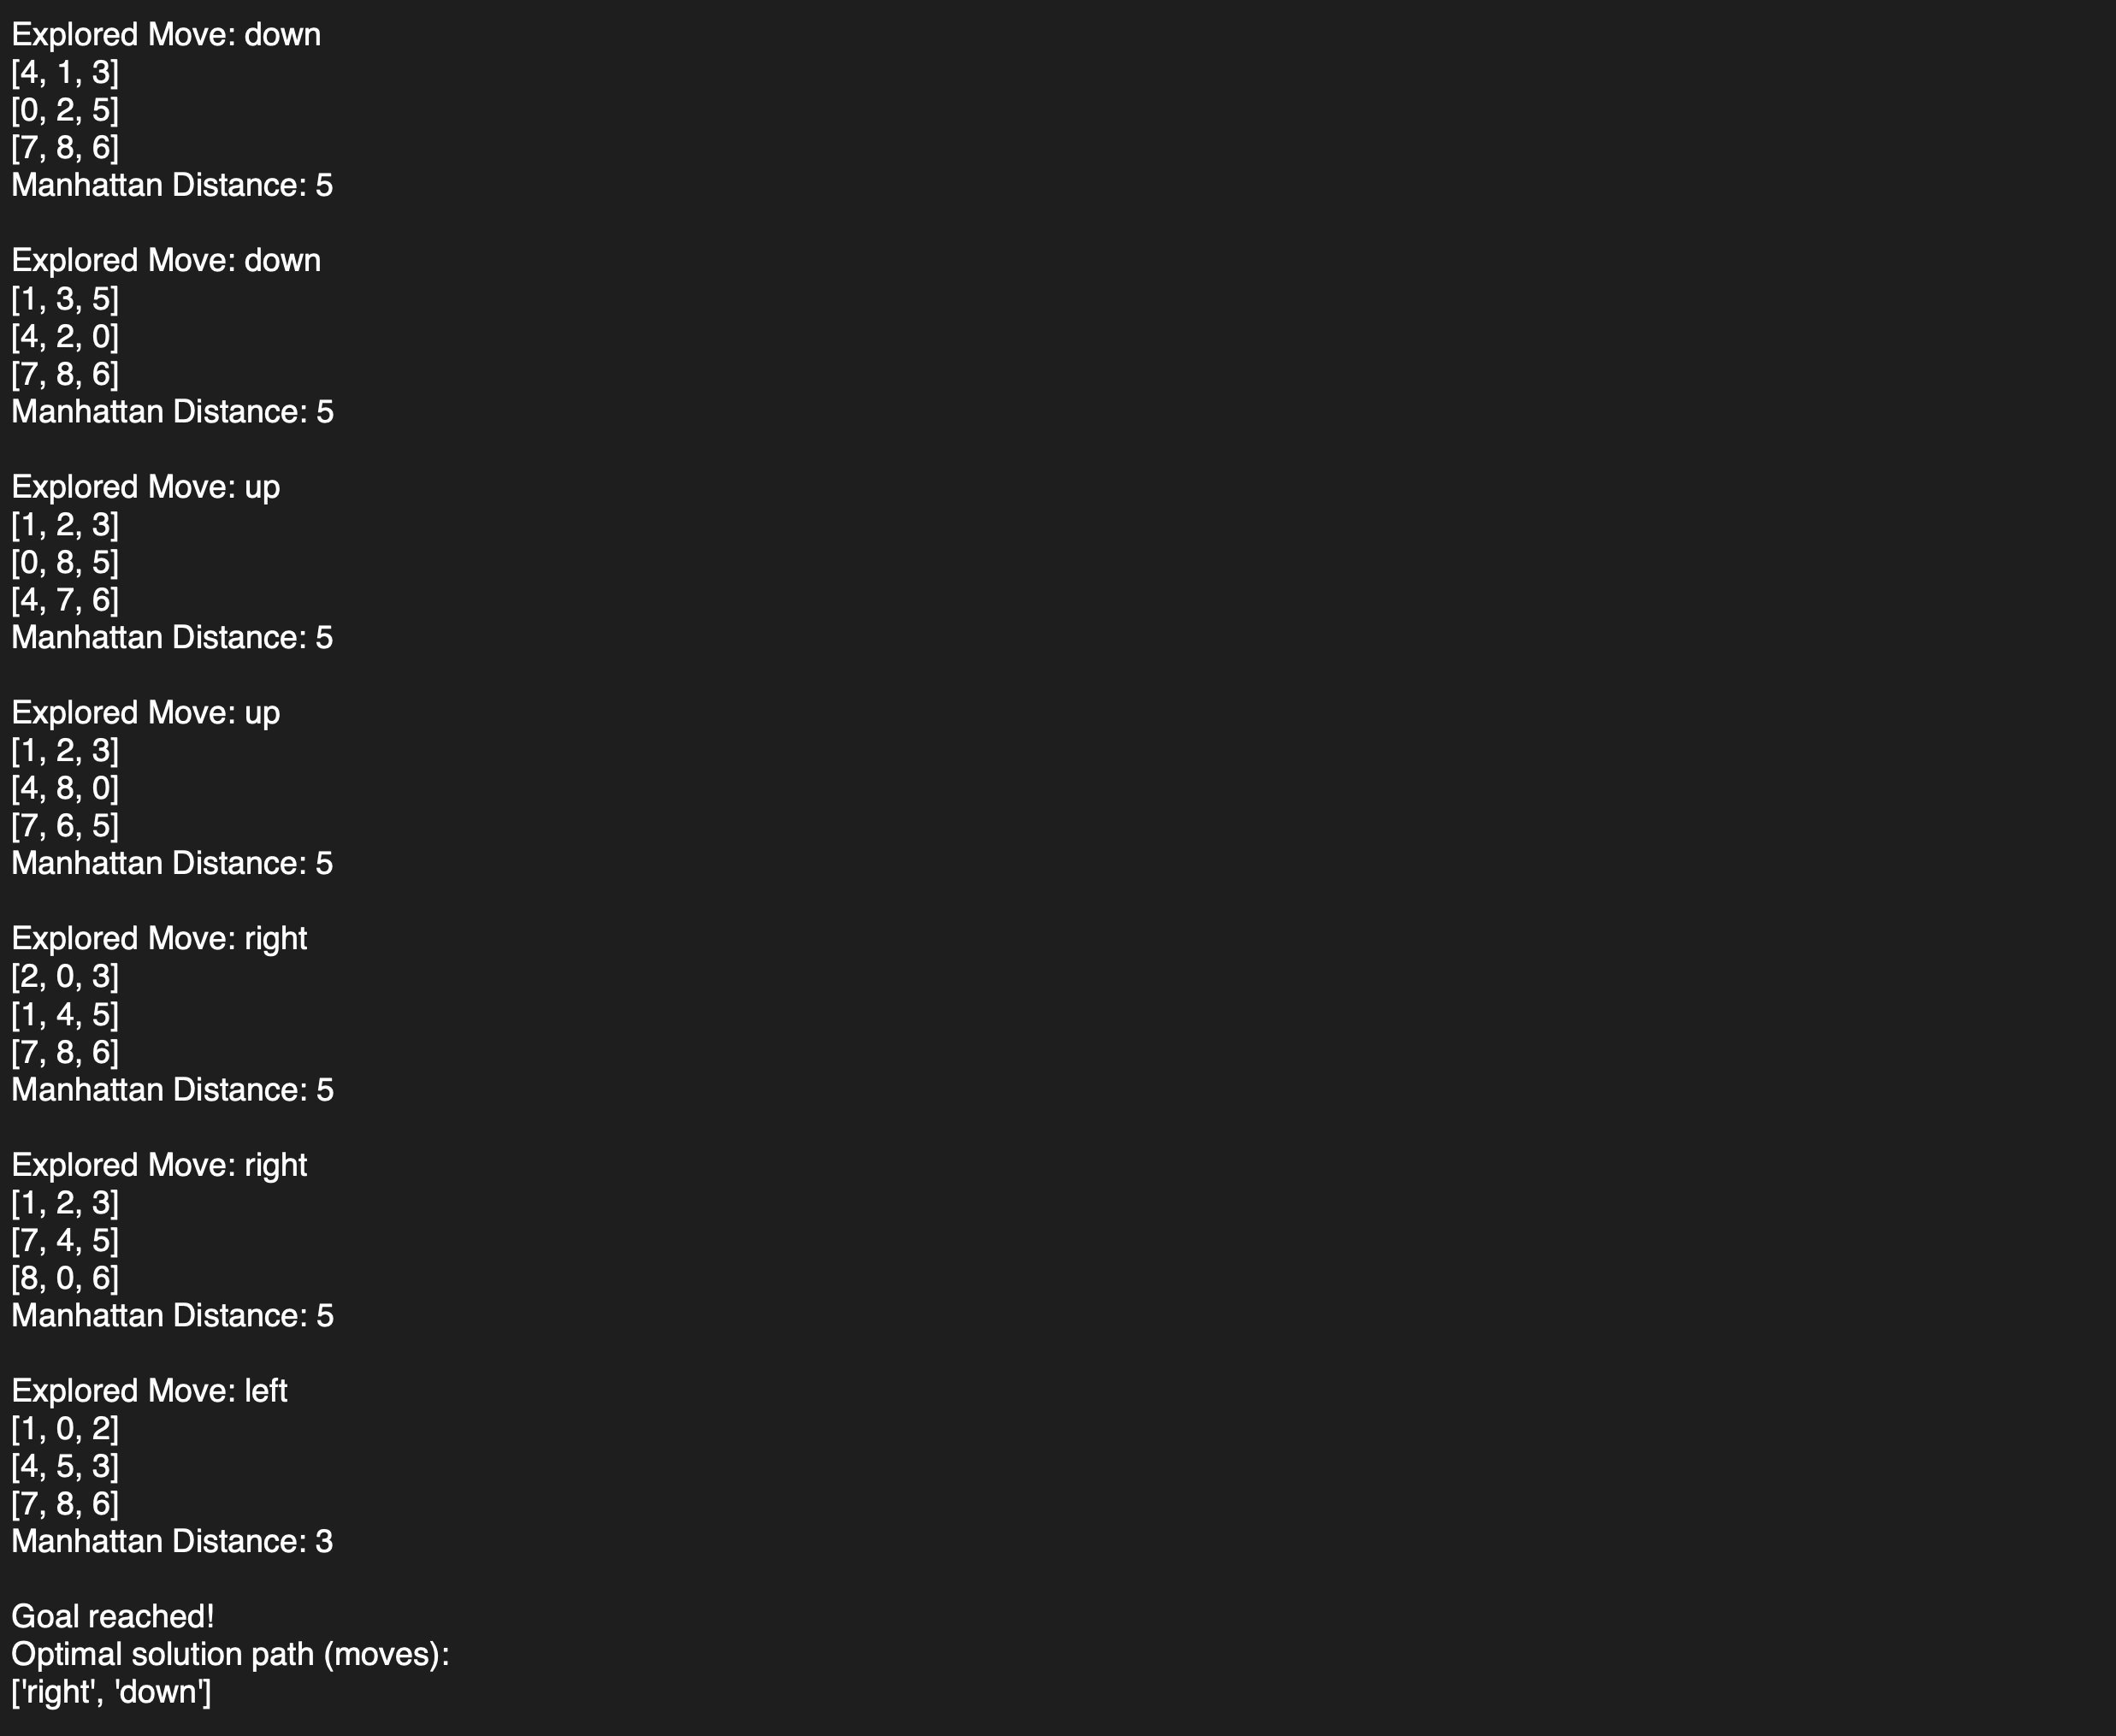 Explored Move: down
[4, 1, 3]
[0, 2, 5]
[7, 8, 6]
Manhattan Distance: 5
Explored Move: down
[1, 3, 5]
[4, 2, 0]
[7, 8, 6]
Manhattan Distance: 5
Explored Move: up
[1, 2, 3]
[0, 8, 5]
[4, 7, 6]
Manhattan Distance: 5
Explored Move: up
[1, 2, 3]
[4, 8, 0]
[7, 6, 5]
Manhattan Distance: 5
Explored Move: right
[2, 0, 3]
[1, 4, 5]
[7, 8, 6]
Manhattan Distance: 5
Explored Move: right
[1, 2, 3]
[7, 4, 5]
[8, 0, 6]
Manhattan Distance: 5
Explored Move: left
[1, 0, 2]
[4, 5, 3]
[7, 8, 6]
Manhattan Distance: 3
Goal reached!
Optimal solution path (moves):
['right', 'down']